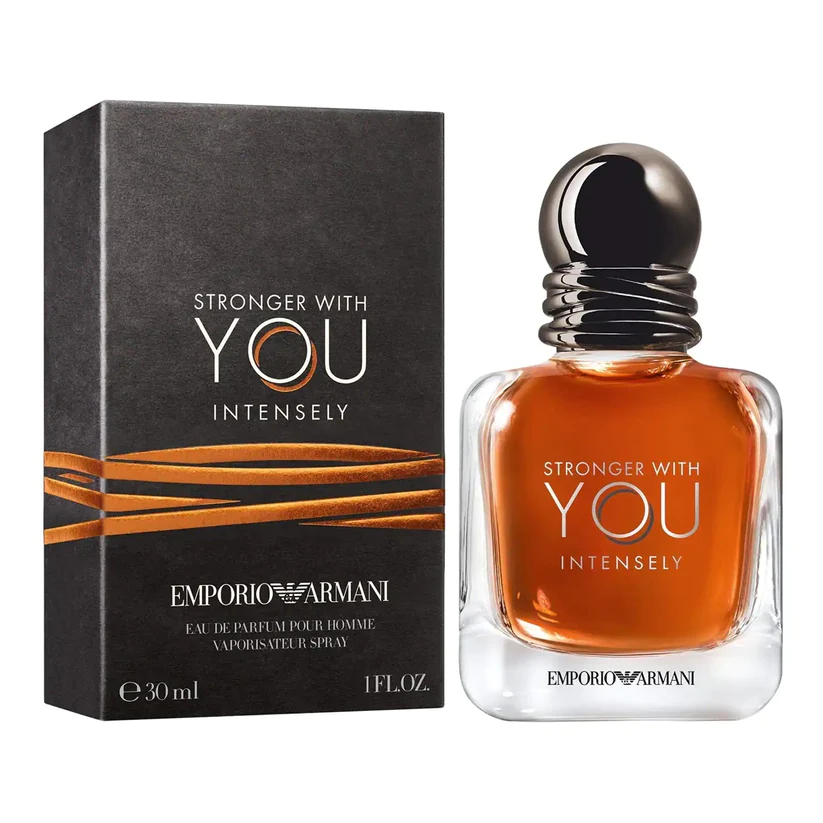 STRONGER WITH
YOU
INTENSELY
EMPORIO ARMANI
EAU DE PARFUM POUR HOMME
VAPORISATEUR SPRAY
℮ 30 ml
1 FL.OZ.
STRONGER WITH
YOU
INTENSELY
EMPORIO ARMANI